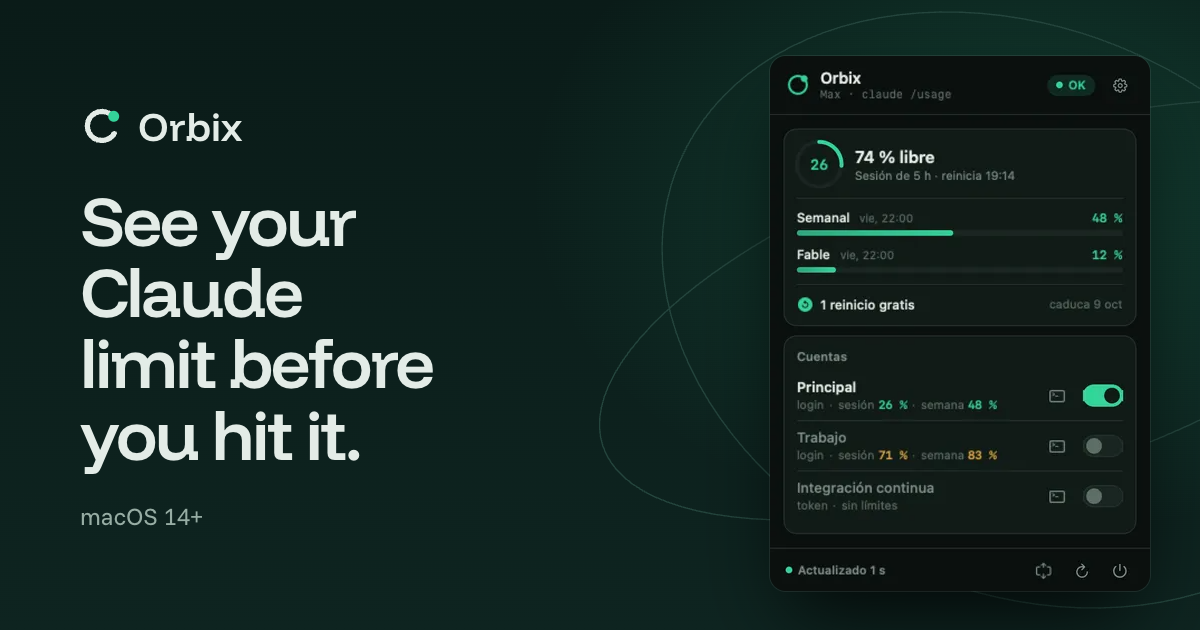 Orbix
See your
Claude
limit before
you hit it.
macOS 14+
Orbix
Max · claude /usage
OK
26
74 % libre
Sesión de 5 h · reinicia 19:14
Semanal vie, 22:00 48 %
Fable vie, 22:00 12 %
1 reinicio gratis caduca 9 oct
Cuentas
Principal
login · sesión 26 % · semana 48 %
Trabajo
login · sesión 71 % · semana 83 %
Integración continua
token · sin límites
Actualizado 1 s